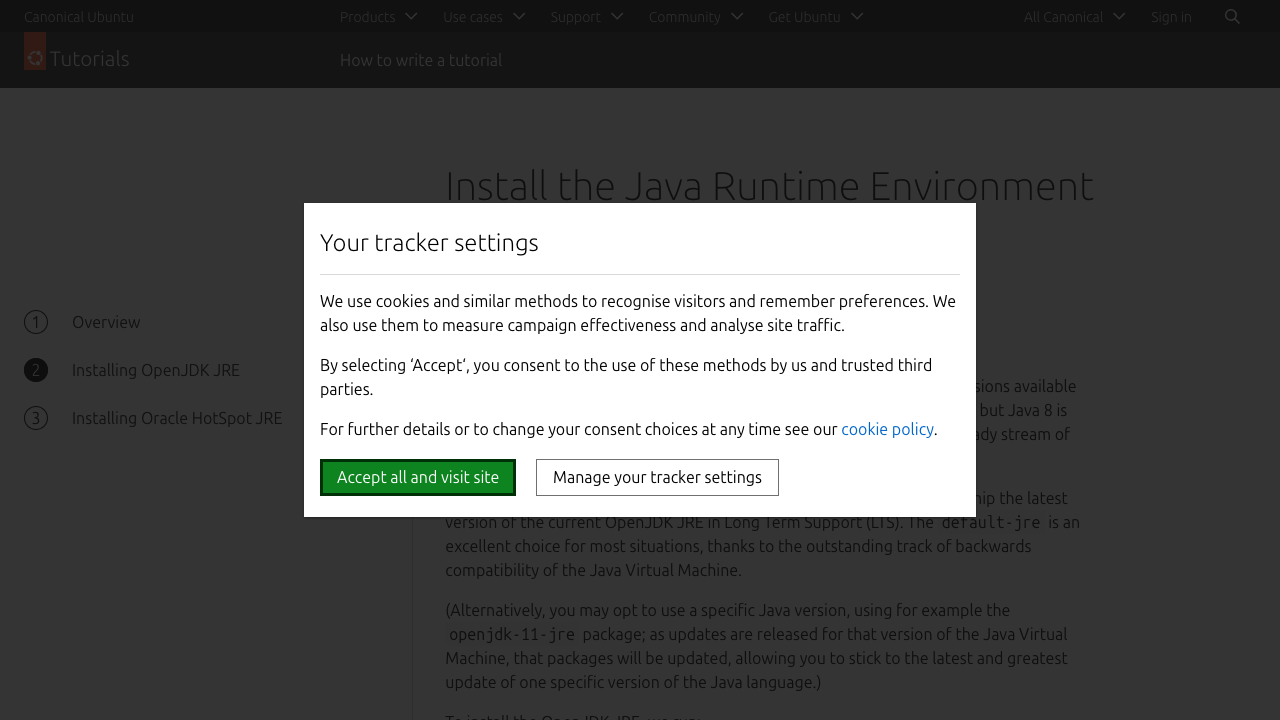 Canonical Ubuntu
Products
Use cases
Support
Community
Get Ubuntu
All Canonical
Sign in
Tutorials
How to write a tutorial
Install the Java Runtime Environment
Your tracker settings
We use cookies and similar methods to recognise visitors and remember preferences. We
also use them to measure campaign effectiveness and analyse site traffic.
By selecting ‘Accept‘, you consent to the use of these methods by us and trusted third
parties.
For further details or to change your consent choices at any time see our cookie policy.
Accept all and visit site
Manage your tracker settings
1 Overview
2 Installing OpenJDK JRE
3 Installing Oracle HotSpot JRE
available
but Java 8 is
stream of
the latest
version of the current OpenJDK JRE in Long Term Support (LTS). The default-jre is an
excellent choice for most situations, thanks to the outstanding track of backwards
compatibility of the Java Virtual Machine.
(Alternatively, you may opt to use a specific Java version, using for example the
openjdk-11-jre package; as updates are released for that version of the Java Virtual
Machine, that packages will be updated, allowing you to stick to the latest and greatest
update of one specific version of the Java language.)